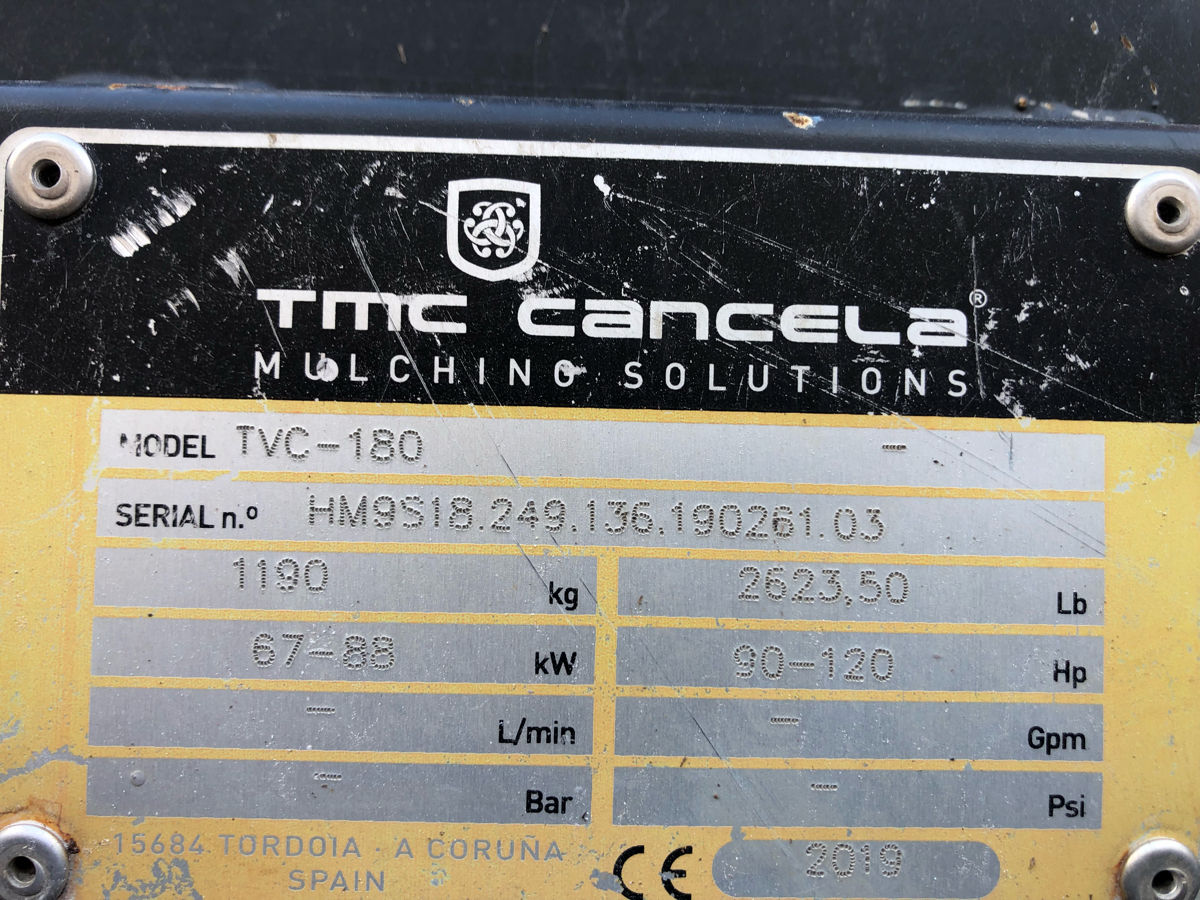 TMC CANCELA®
MULCHING SOLUTIONS
MODEL TVC-180 -
SERIAL n.º HM9S18.249.136.190261.03
1190 kg 2623,50 Lb
67-88 kW 90-120 Hp
- L/min - Gpm
- Bar - Psi
15684 TORDOIA · A CORUÑA
SPAIN CE 2019